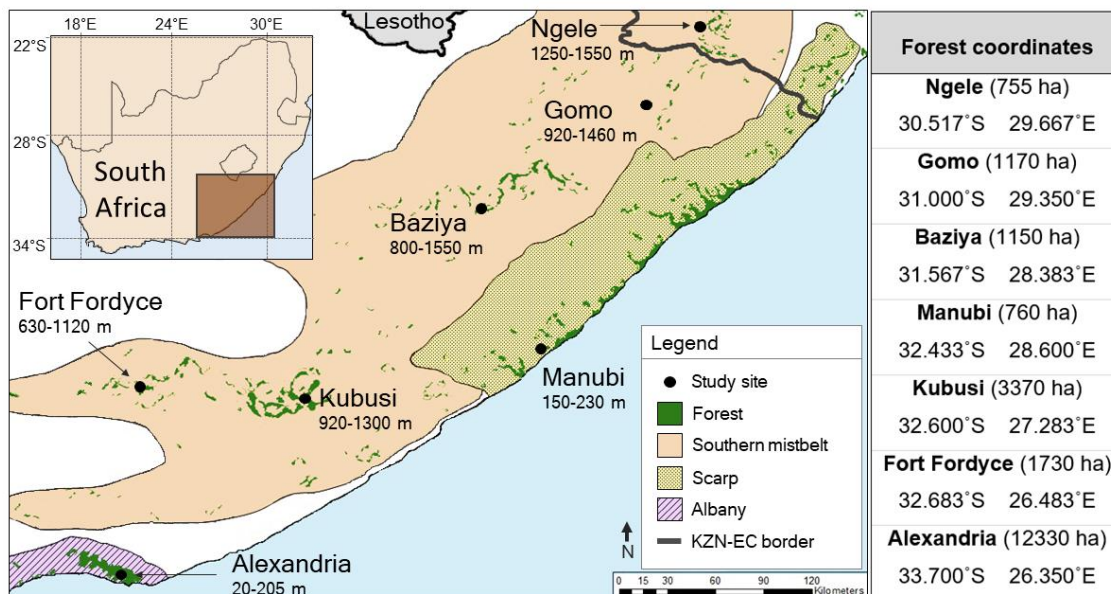 18°E 24°E 30°E
22°S
28°S
34°S
South
Africa
Lesotho
Ngele
1250-1550 m
Gomo
920-1460 m
Baziya
800-1550 m
Fort Fordyce
630-1120 m
Kubusi
920-1300 m
Manubi
150-230 m
Alexandria
20-205 m
Legend
Study site
Forest
Southern mistbelt
Scarp
Albany
KZN-EC border
N
0 15 30 60 90 120
Kilometers
Forest coordinates
Ngele (755 ha)
30.517°S 29.667°E
Gomo (1170 ha)
31.000°S 29.350°E
Baziya (1150 ha)
31.567°S 28.383°E
Manubi (760 ha)
32.433°S 28.600°E
Kubusi (3370 ha)
32.600°S 27.283°E
Fort Fordyce (1730 ha)
32.683°S 26.483°E
Alexandria (12330 ha)
33.700°S 26.350°E